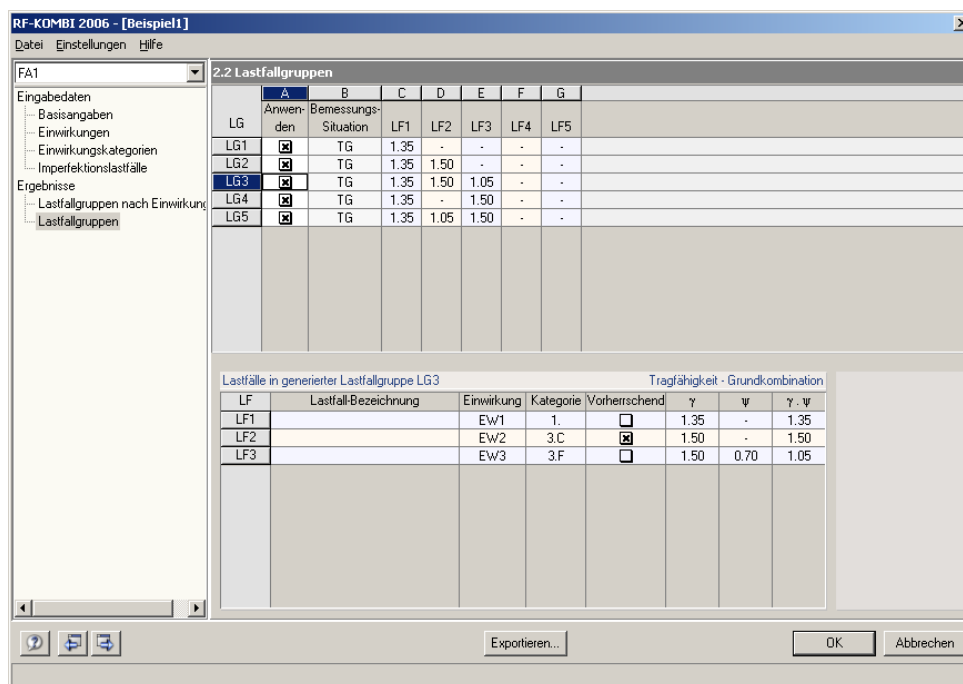 RF-KOMBI 2006 - [Beispiel1]
Datei Einstellungen Hilfe
FA1
Eingabedaten
Basisangaben
Einwirkungen
Einwirkungskategorien
Imperfektionslastfälle
Ergebnisse
Lastfallgruppen nach Einwirkung
Lastfallgruppen
2.2 Lastfallgruppen
A B C D E F G
LG Anwen-den Bemessungs-Situation LF1 LF2 LF3 LF4 LF5
LG1 TG 1.35 - - - -
LG2 TG 1.35 1.50 - - -
LG3 TG 1.35 1.50 1.05 - -
LG4 TG 1.35 - 1.50 - -
LG5 TG 1.35 1.05 1.50 - -
Lastfälle in generierter Lastfallgruppe LG3 Tragfähigkeit - Grundkombination
LF Lastfall-Bezeichnung Einwirkung Kategorie Vorherrschend γ ψ γ . ψ
LF1 EW1 1. 1.35 - 1.35
LF2 EW2 3.C 1.50 - 1.50
LF3 EW3 3.F 1.50 0.70 1.05
Exportieren... OK Abbrechen